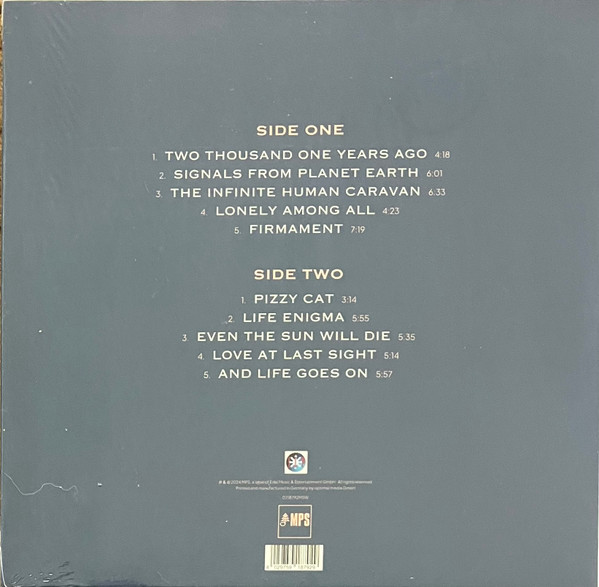 SIDE ONE
1. TWO THOUSAND ONE YEARS AGO 4:18
2. SIGNALS FROM PLANET EARTH 6:01
3. THE INFINITE HUMAN CARAVAN 6:33
4. LONELY AMONG ALL 4:23
5. FIRMAMENT 7:19
SIDE TWO
1. PIZZY CAT 3:14
2. LIFE ENIGMA 5:55
3. EVEN THE SUN WILL DIE 5:35
4. LOVE AT LAST SIGHT 5:14
5. AND LIFE GOES ON 5:57
MPS